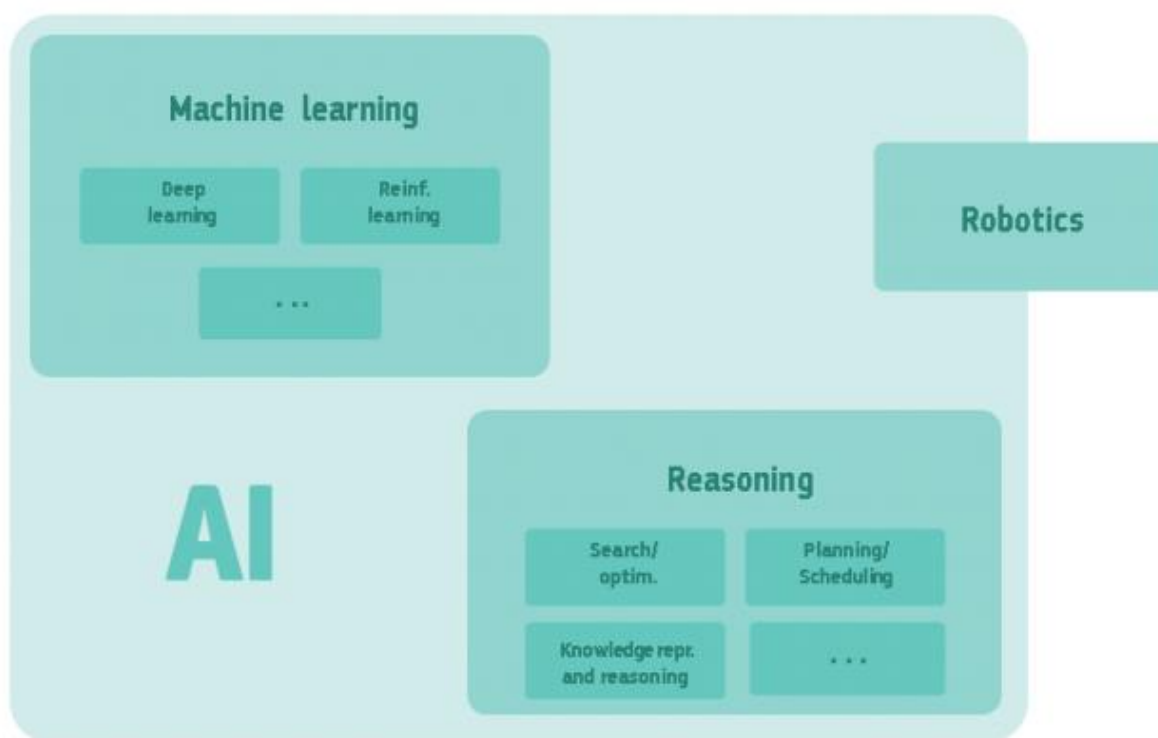 Machine learning
Deep
learning
Reinf.
learning
...
Robotics
AI
Reasoning
Search/
optim.
Planning/
Scheduling
Knowledge repr.
and reasoning
...